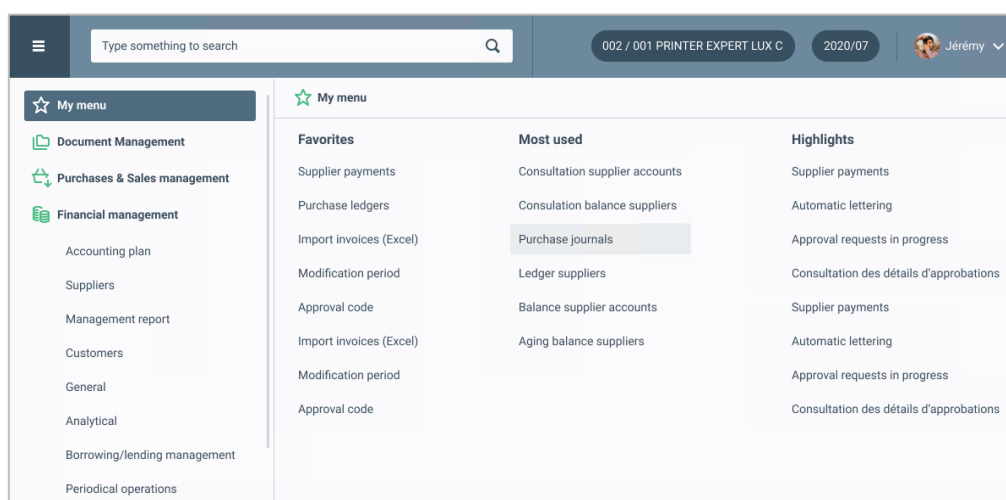 Type something to search
002 / 001 PRINTER EXPERT LUX C
2020/07
Jérémy
My menu
Document Management
Purchases & Sales management
Financial management
Accounting plan
Suppliers
Management report
Customers
General
Analytical
Borrowing/lending management
Periodical operations
My menu
Favorites
Supplier payments
Purchase ledgers
Import invoices (Excel)
Modification period
Approval code
Import invoices (Excel)
Modification period
Approval code
Most used
Consultation supplier accounts
Consulation balance suppliers
Purchase journals
Ledger suppliers
Balance supplier accounts
Aging balance suppliers
Highlights
Supplier payments
Automatic lettering
Approval requests in progress
Consultation des détails d'approbations
Supplier payments
Automatic lettering
Approval requests in progress
Consultation des détails d'approbations